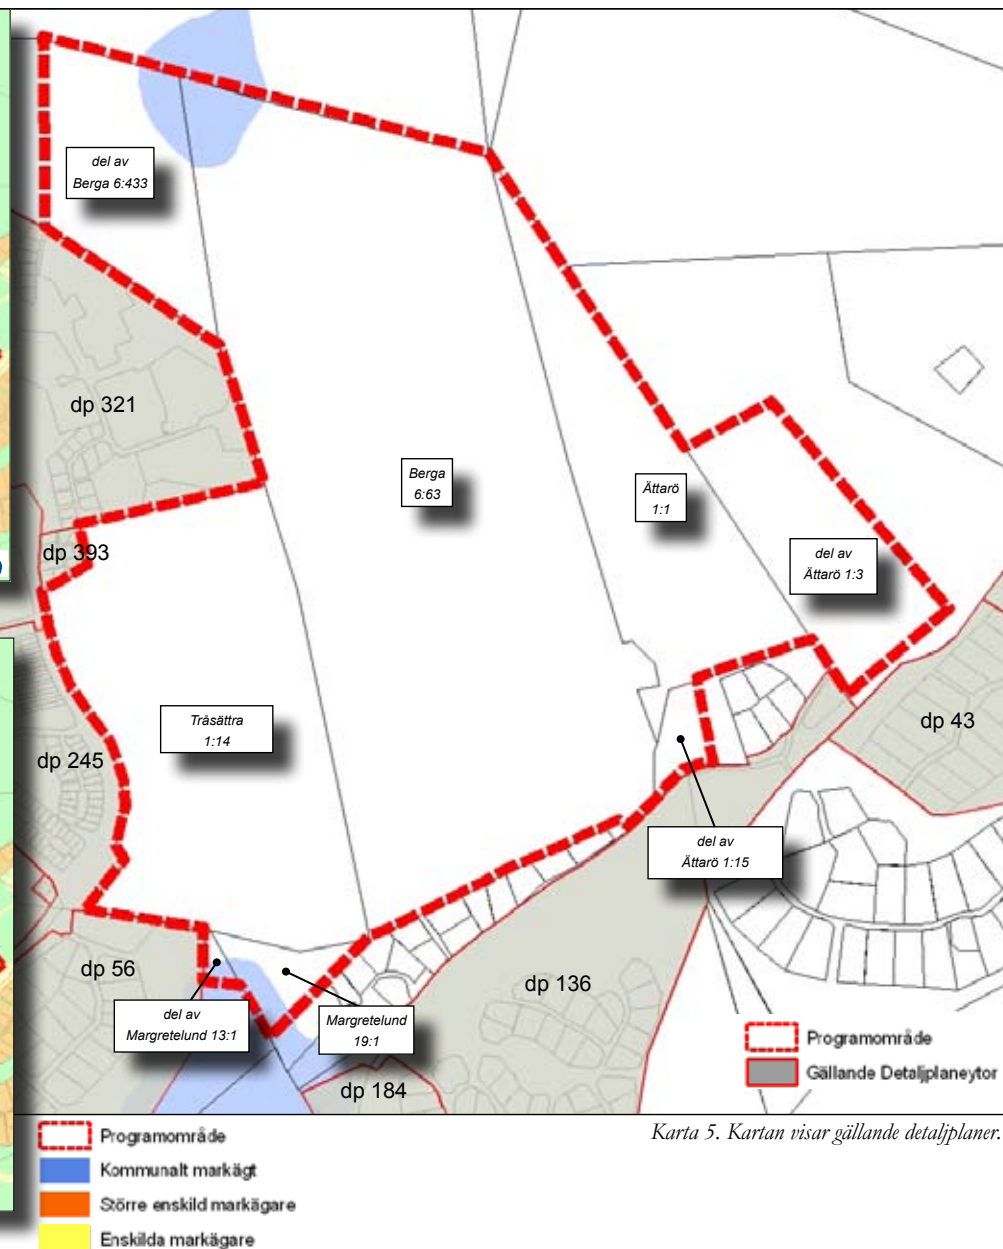 del av
Berga 6:433
dp 321
Berga
6:63
Ättarö
1:1
dp 393
del av
Ättarö 1:3
Tråsättra
1:14
dp 43
dp 245
del av
Ättarö 1:15
dp 56
dp 136
del av
Margretelund 13:1
Margretelund
19:1
dp 184
Programområde
Gällande Detaljplaneytor
Karta 5. Kartan visar gällande detaljplaner.
Programområde
Kommunalt markägt
Större enskild markägare
Enskilda markägare